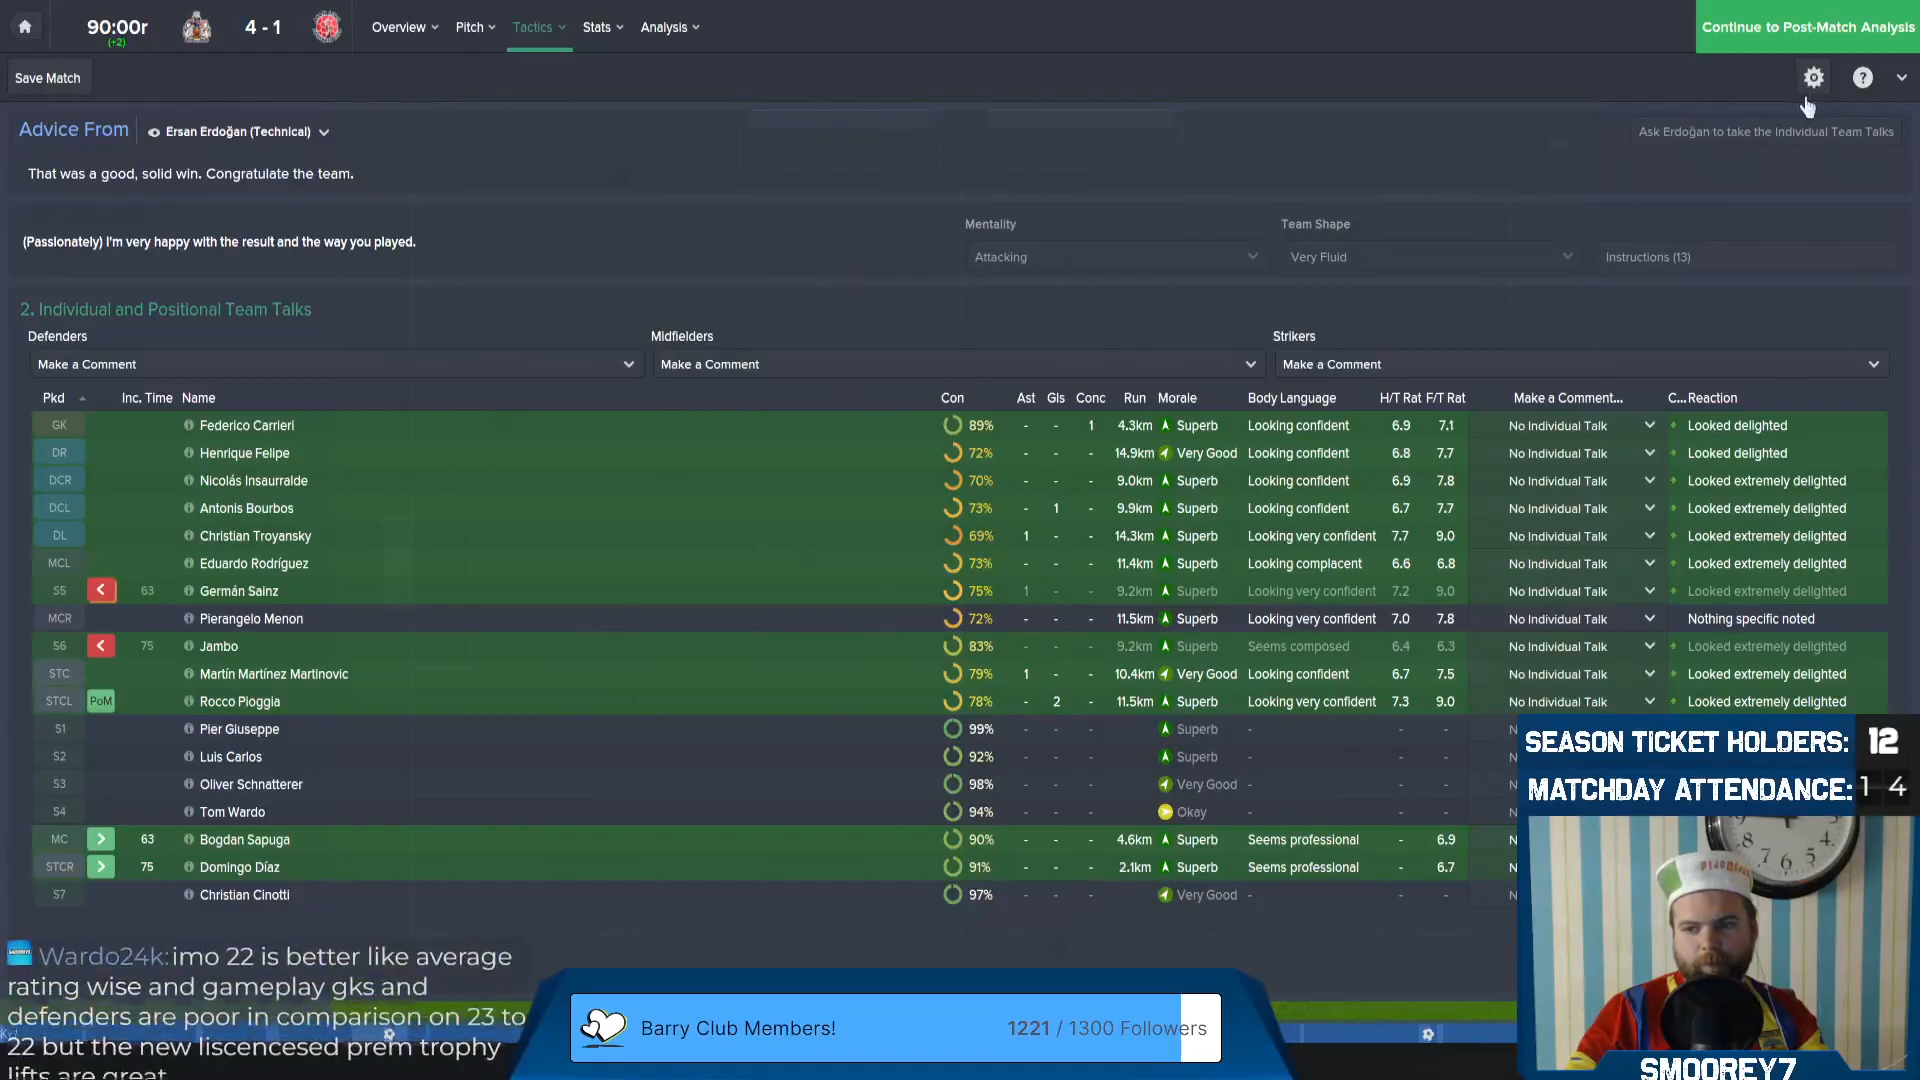 90:00r
(+2)
4 - 1
Overview
Pitch
Tactics
Stats
Analysis
Continue to Post-Match Analysis
Save Match
Advice From
Ersan Erdoğan (Technical)
Ask Erdoğan to take the Individual Team Talks
That was a good, solid win. Congratulate the team.
(Passionately) I'm very happy with the result and the way you played.
Mentality
Attacking
Team Shape
Very Fluid
Instructions (13)
2. Individual and Positional Team Talks
Defenders
Make a Comment
Midfielders
Make a Comment
Strikers
Make a Comment
Pkd Inc. Time Name Con Ast Gls Conc Run Morale Body Language H/T Rat F/T Rat Make a Comment... C... Reaction
GK Federico Carrieri 89% - - 1 4.3km Superb Looking confident 6.9 7.1 No Individual Talk Looked delighted
DR Henrique Felipe 72% - - - 14.9km Very Good Looking confident 6.8 7.7 No Individual Talk Looked delighted
DCR Nicolás Insaurralde 70% - - - 9.0km Superb Looking confident 6.9 7.8 No Individual Talk Looked extremely delighted
DCL Antonis Bourbos 73% - 1 - 9.9km Superb Looking confident 6.7 7.7 No Individual Talk Looked extremely delighted
DL Christian Troyansky 69% 1 - - 14.3km Superb Looking very confident 7.7 9.0 No Individual Talk Looked extremely delighted
MCL Eduardo Rodríguez 73% - - - 11.4km Superb Looking complacent 6.6 6.8 No Individual Talk Looked extremely delighted
S5 63 Germán Sainz 75% 1 - - 9.2km Superb Looking very confident 7.2 9.0 No Individual Talk Looked extremely delighted
MCR Pierangelo Menon 72% - - - 11.5km Superb Looking confident 7.0 7.8 No Individual Talk Nothing specific noted
S6 75 Jambo 83% - - - 9.2km Superb Seems composed 6.4 6.3 No Individual Talk Looked extremely delighted
STC Martín Martínez Martinovic 79% 1 - - 10.4km Very Good Looking confident 6.7 7.5 No Individual Talk Looked extremely delighted
STCL PoM Rocco Pioggia 78% - 2 - 11.5km Superb Looking very confident 7.3 9.0 No Individual Talk Looked extremely delighted
S1 Pier Giuseppe 99% - - - Superb - - - N
S2 Luis Carlos 92% - - - Superb - - - N
S3 Oliver Schnatterer 98% - - - Very Good - - - N
S4 Tom Wardo 94% - - - Okay - - - N
MC 63 Bogdan Sapuga 90% - - - 4.6km Superb Seems professional - 6.9 N
STCR 75 Domingo Díaz 91% - - - 2.1km Superb Seems professional - 6.7 N
S7 Christian Cinotti 97% - - - Very Good - - - N
SEASON TICKET HOLDERS: 12
MATCHDAY ATTENDANCE: 14
Wardo24k: imo 22 is better like average
rating wise and gameplay gks and
defenders are poor in comparison on 23 to
22 but the new liscencesed prem trophy
lifts are great
Barry Club Members!
1221 / 1300 Followers
SMOOREY7